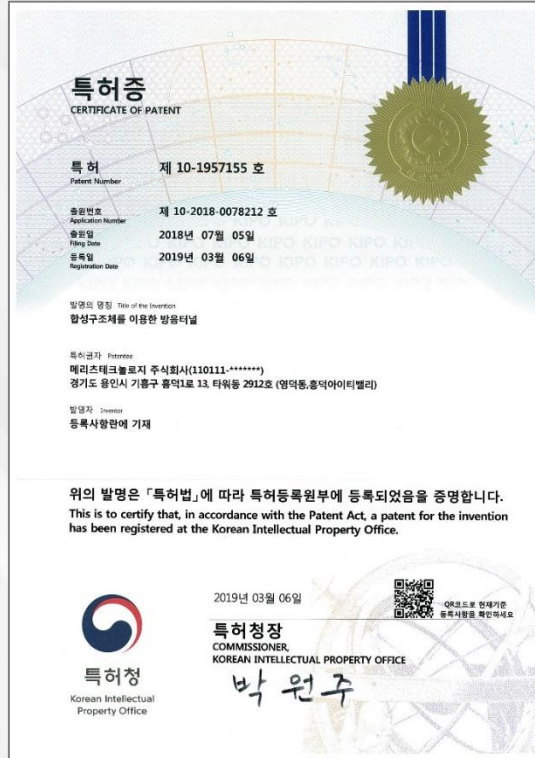 특허증
CERTIFICATE OF PATENT
특 허 제 10-1957155 호
Patent Number
출원번호 제 10-2018-0078212 호
Application Number
출원일 2018년 07월 05일
Filing Date
등록일 2019년 03월 06일
Registration Date
발명의 명칭 Title of the Invention
합성구조체를 이용한 방음터널
특허권자 Patentee
메리츠테크놀로지 주식회사(110111-*******)
경기도 용인시 기흥구 흥덕1로 13, 타워동 2912호 (영덕동,흥덕아이티밸리)
발명자 Inventor
등록사항란에 기재
위의 발명은 「특허법」에 따라 특허등록원부에 등록되었음을 증명합니다.
This is to certify that, in accordance with the Patent Act, a patent for the invention
has been registered at the Korean Intellectual Property Office.
2019년 03월 06일
QR코드로 현재기준
등록사항을 확인하세요
특허청장
COMMISSIONER,
KOREAN INTELLECTUAL PROPERTY OFFICE
박원주
특허청
Korean Intellectual
Property Office